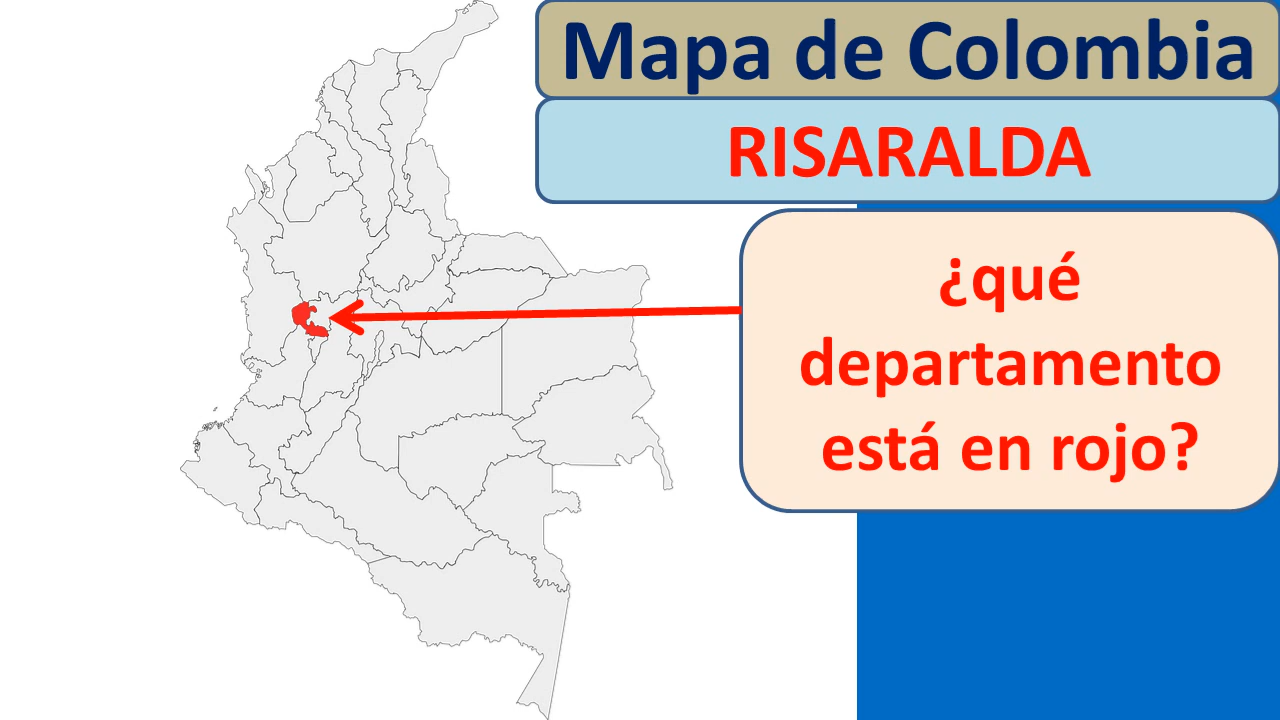 Mapa de Colombia
RISARALDA
¿qué
departamento
está en rojo?